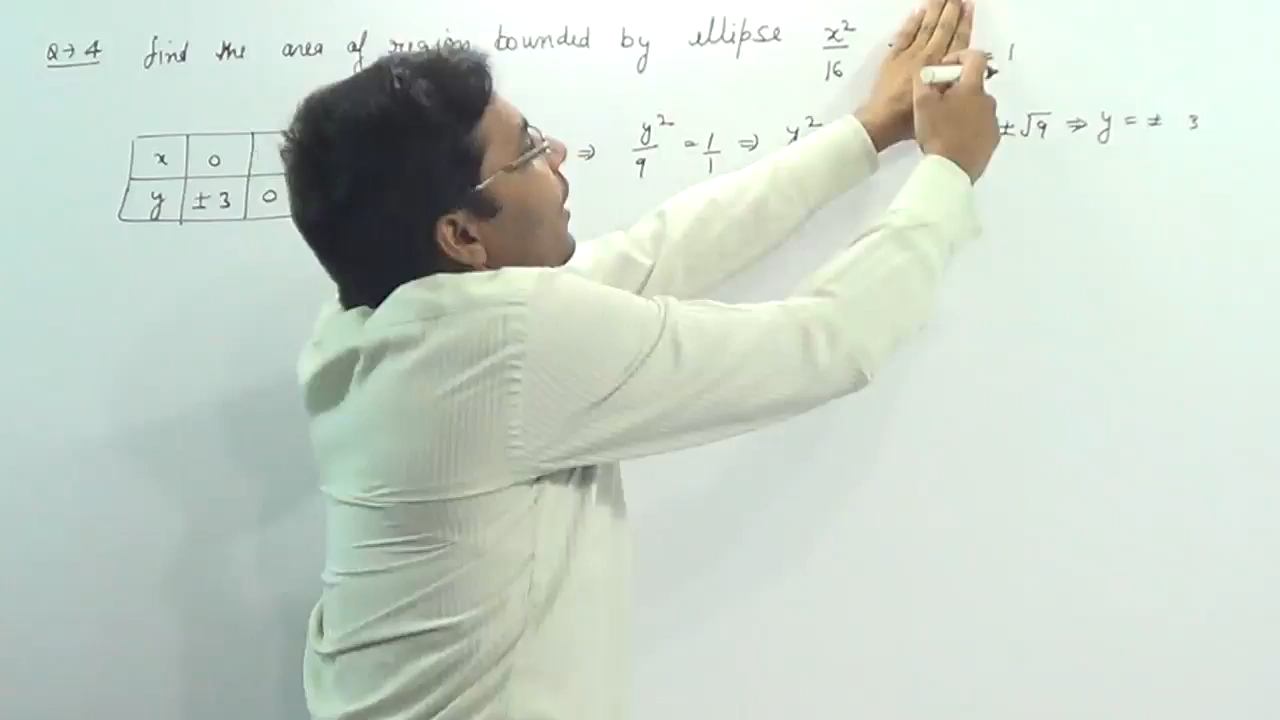 Q→4 find the area of region bounded by ellipse x²/16 = 1
x 0
y ±3 0
⇒ y²/9 = 1/1 ⇒ y² ±√9 ⇒ y = ± 3